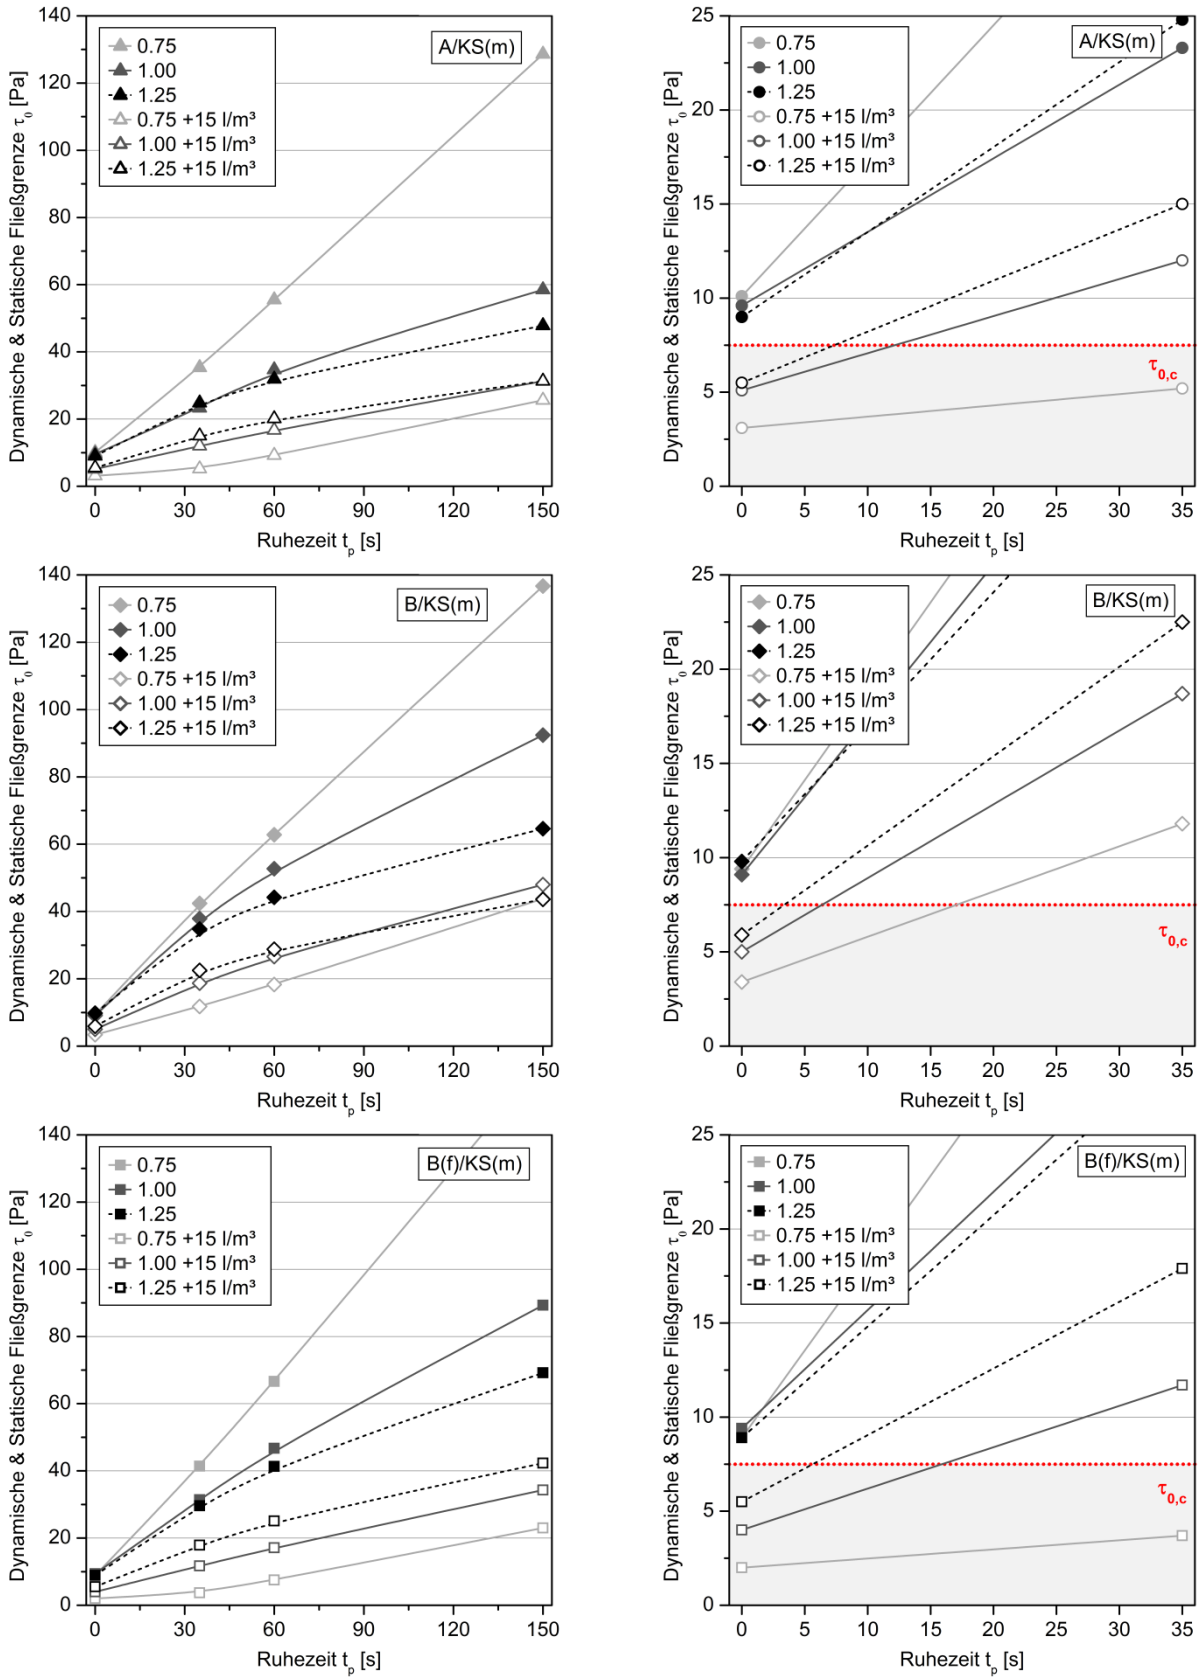 Dynamische & Statische Fließgrenze τ₀ [Pa]
140
120
100
80
60
40
20
0
0.75
1.00
1.25
0.75 +15 l/m³
1.00 +15 l/m³
1.25 +15 l/m³
A/KS(m)
0 30 60 90 120 150
Ruhezeit tₚ [s]
Dynamische & Statische Fließgrenze τ₀ [Pa]
25
20
15
10
5
0
0.75
1.00
1.25
0.75 +15 l/m³
1.00 +15 l/m³
1.25 +15 l/m³
A/KS(m)
τ0,c
0 5 10 15 20 25 30 35
Ruhezeit tₚ [s]
Dynamische & Statische Fließgrenze τ₀ [Pa]
140
120
100
80
60
40
20
0
0.75
1.00
1.25
0.75 +15 l/m³
1.00 +15 l/m³
1.25 +15 l/m³
B/KS(m)
0 30 60 90 120 150
Ruhezeit tₚ [s]
Dynamische & Statische Fließgrenze τ₀ [Pa]
25
20
15
10
5
0
0.75
1.00
1.25
0.75 +15 l/m³
1.00 +15 l/m³
1.25 +15 l/m³
B/KS(m)
τ0,c
0 5 10 15 20 25 30 35
Ruhezeit tₚ [s]
Dynamische & Statische Fließgrenze τ₀ [Pa]
140
120
100
80
60
40
20
0
0.75
1.00
1.25
0.75 +15 l/m³
1.00 +15 l/m³
1.25 +15 l/m³
B(f)/KS(m)
0 30 60 90 120 150
Ruhezeit tₚ [s]
Dynamische & Statische Fließgrenze τ₀ [Pa]
25
20
15
10
5
0
0.75
1.00
1.25
0.75 +15 l/m³
1.00 +15 l/m³
1.25 +15 l/m³
B(f)/KS(m)
τ0,c
0 5 10 15 20 25 30 35
Ruhezeit tₚ [s]